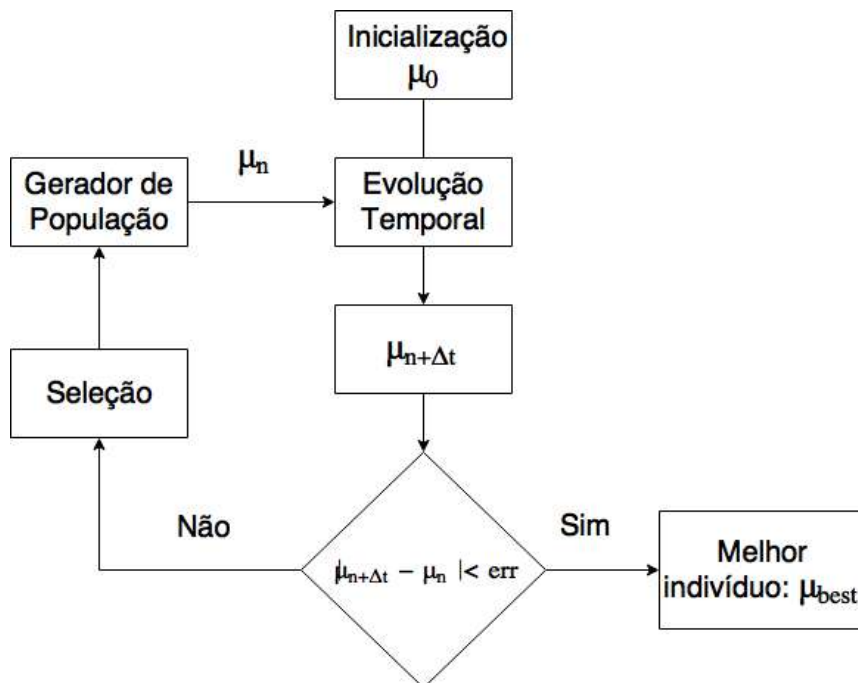 Inicialização
μ₀
μₙ
Gerador de
População
Evolução
Temporal
μₙ₊Δₜ
Seleção
Não
Sim
|μₙ₊Δₜ − μₙ |< err
Melhor
indivíduo: μbest